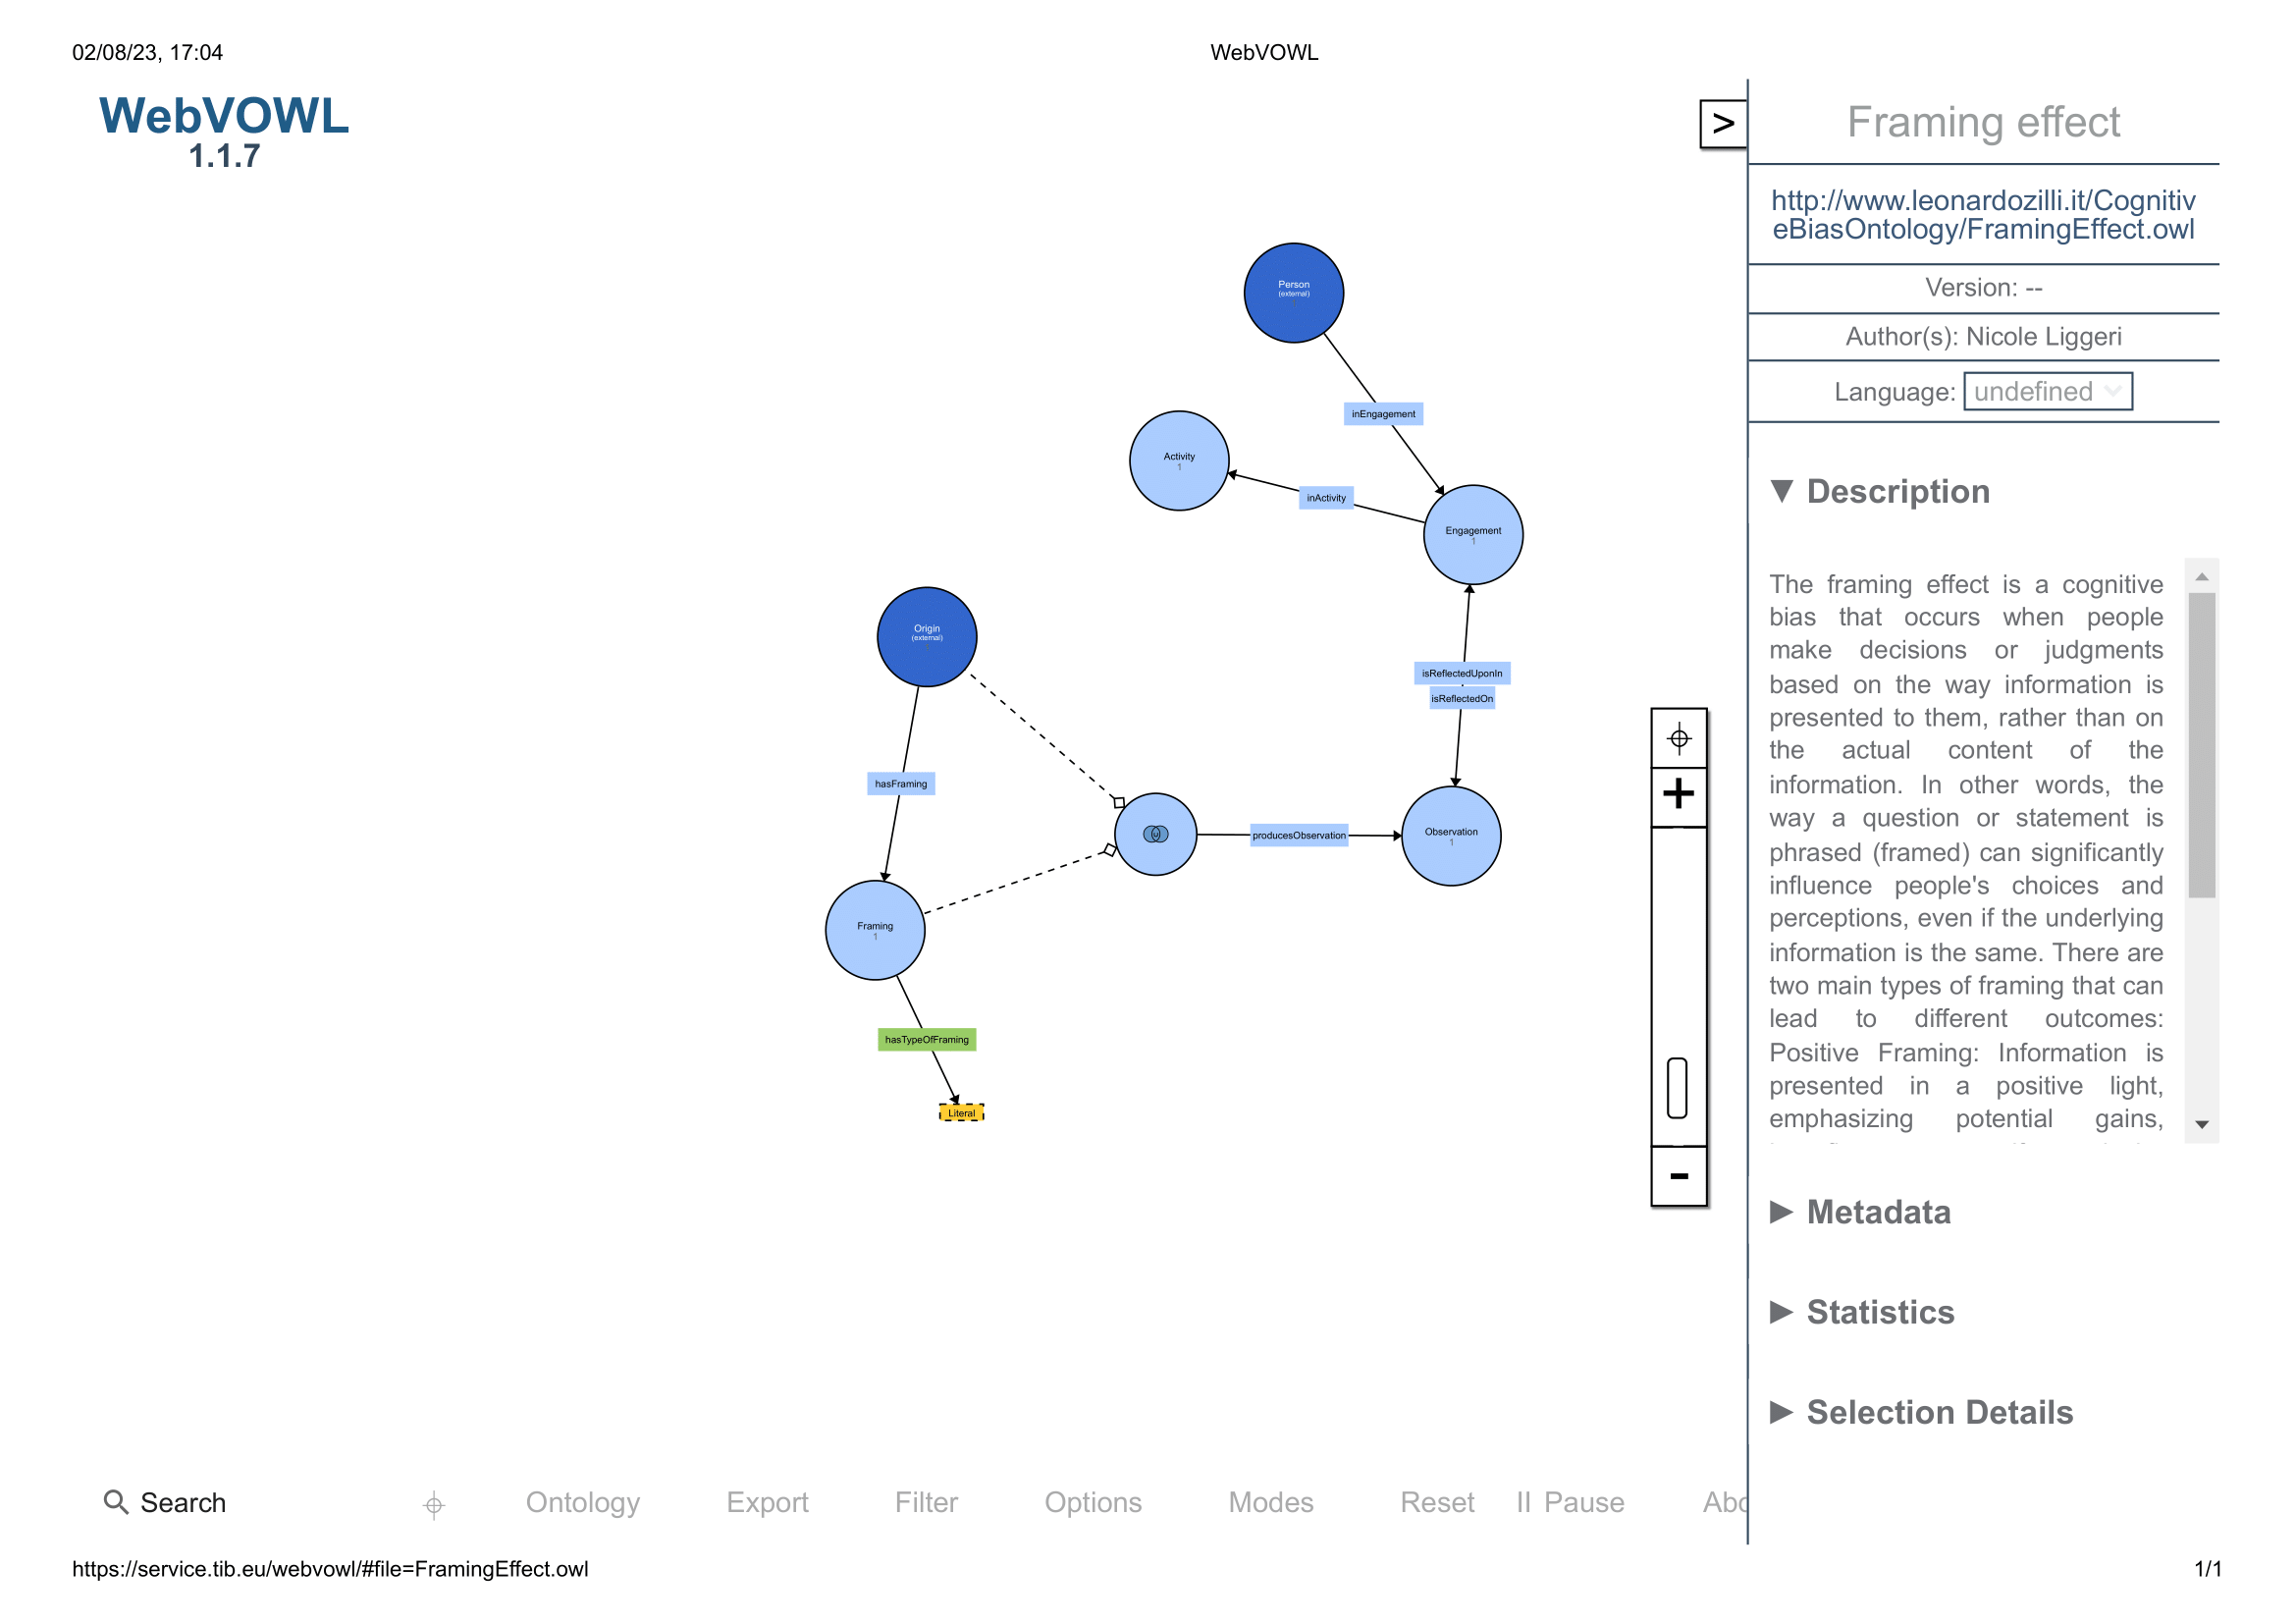 02/08/23, 17:04
WebVOWL
WebVOWL
1.1.7
>
Person
(external)
inEngagement
Activity
1
inActivity
Engagement
1
Origin
(external)
isReflectedUponIn
isReflectedOn
hasFraming
producesObservation
Observation
1
Framing
1
hasTypeOfFraming
Literal
+
-
Framing effect
http://www.leonardozilli.it/Cognitiv
eBiasOntology/FramingEffect.owl
Version: --
Author(s): Nicole Liggeri
Language: undefined
▼ Description
The framing effect is a cognitive
bias that occurs when people
make decisions or judgments
based on the way information is
presented to them, rather than on
the actual content of the
information. In other words, the
way a question or statement is
phrased (framed) can significantly
influence people's choices and
perceptions, even if the underlying
information is the same. There are
two main types of framing that can
lead to different outcomes:
Positive Framing: Information is
presented in a positive light,
emphasizing potential gains,
► Metadata
► Statistics
► Selection Details
Search
Ontology
Export
Filter
Options
Modes
Reset
II Pause
https://service.tib.eu/webvowl/#file=FramingEffect.owl
1/1